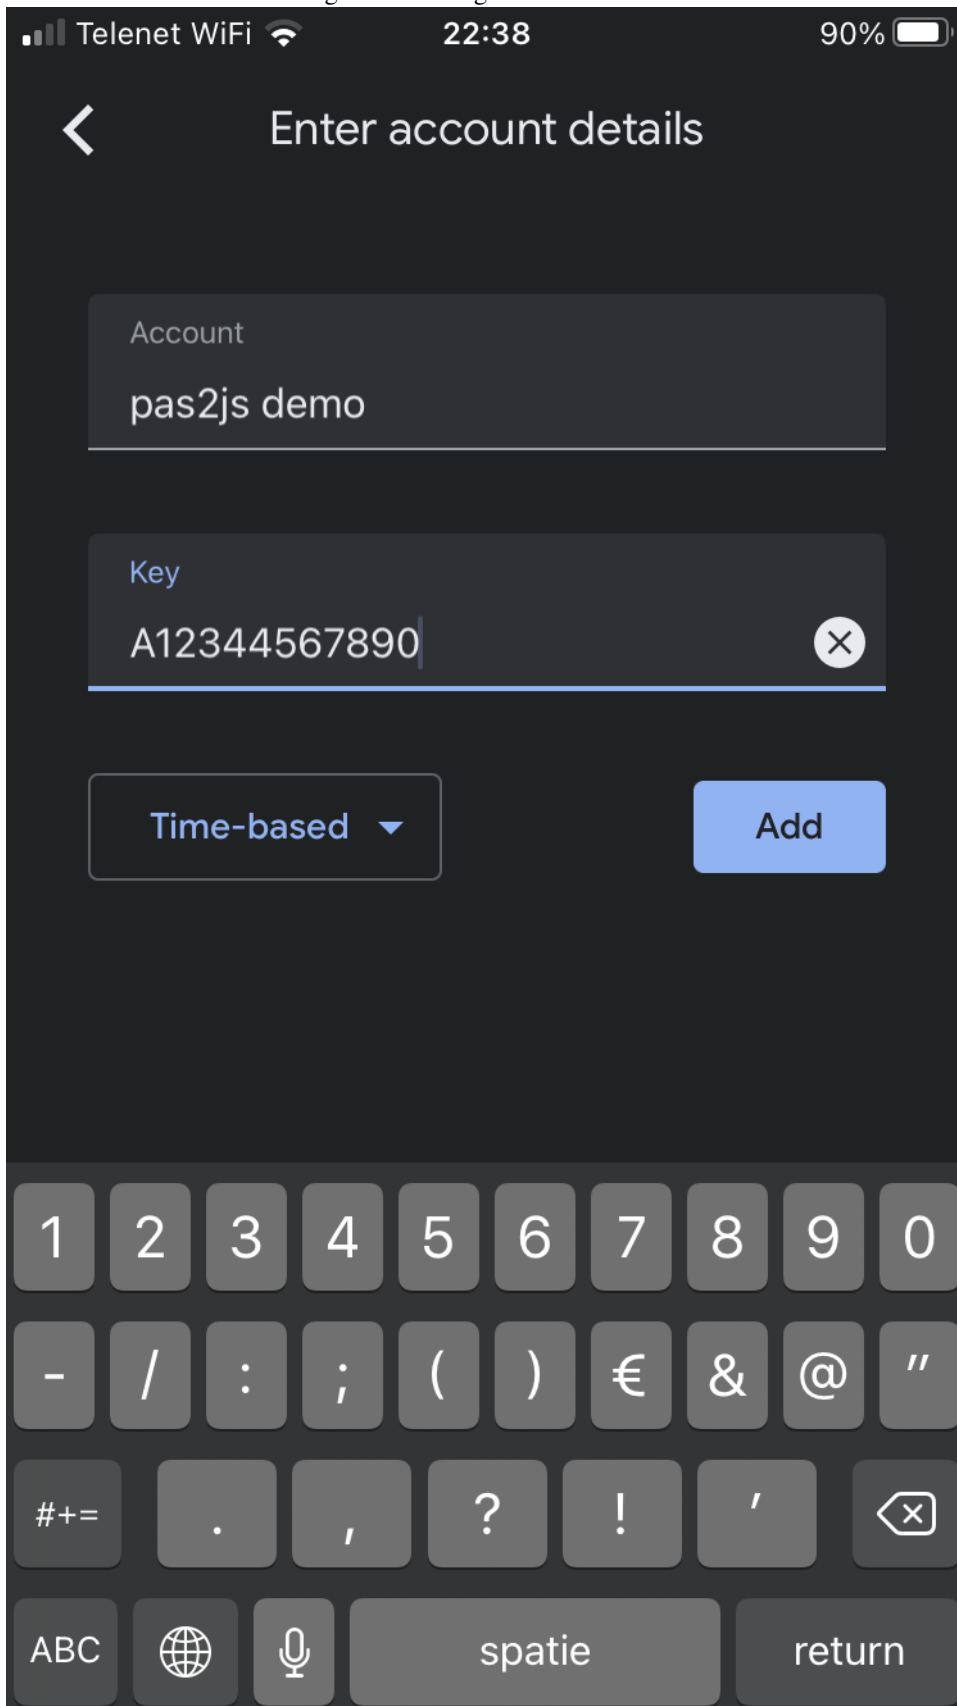 Telenet WiFi 22:38 90%
Enter account details
Account
pas2js demo
Key
A12344567890
Time-based Add
1 2 3 4 5 6 7 8 9 0
- / : ; ( ) € & @ "
#+= . , ? ! '
ABC spatie return